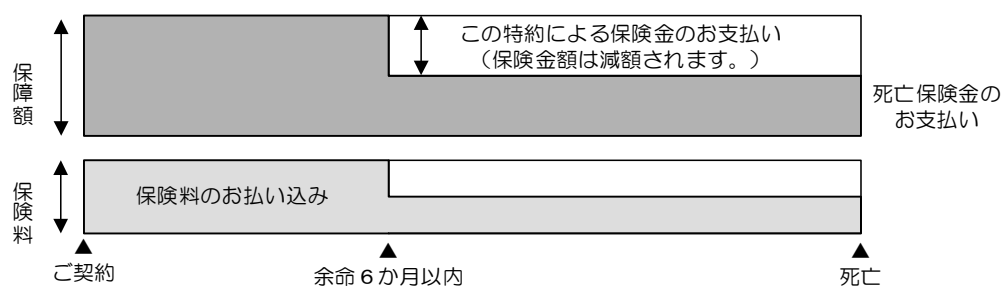 この特約による保険金のお支払い
（保険金額は減額されます。）
保障額
死亡保険金の
お支払い
保険料のお払い込み
保険料
ご契約
余命６か月以内
死亡